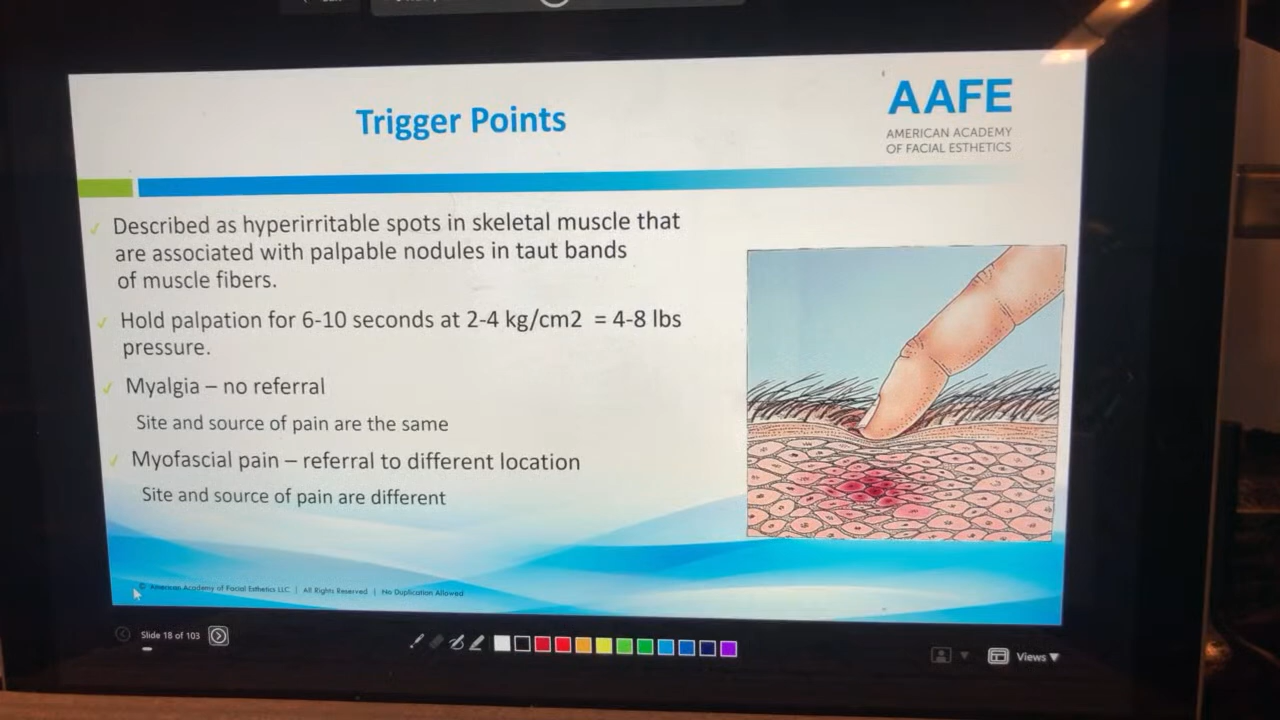 Trigger Points
AAFE
AMERICAN ACADEMY
OF FACIAL ESTHETICS
Described as hyperirritable spots in skeletal muscle that
are associated with palpable nodules in taut bands
of muscle fibers.
Hold palpation for 6-10 seconds at 2-4 kg/cm2 = 4-8 lbs
pressure.
Myalgia – no referral
Site and source of pain are the same
Myofascial pain – referral to different location
Site and source of pain are different
© American Academy of Facial Esthetics LLC | All Rights Reserved | No Duplication Allowed
Slide 18 of 103
Views